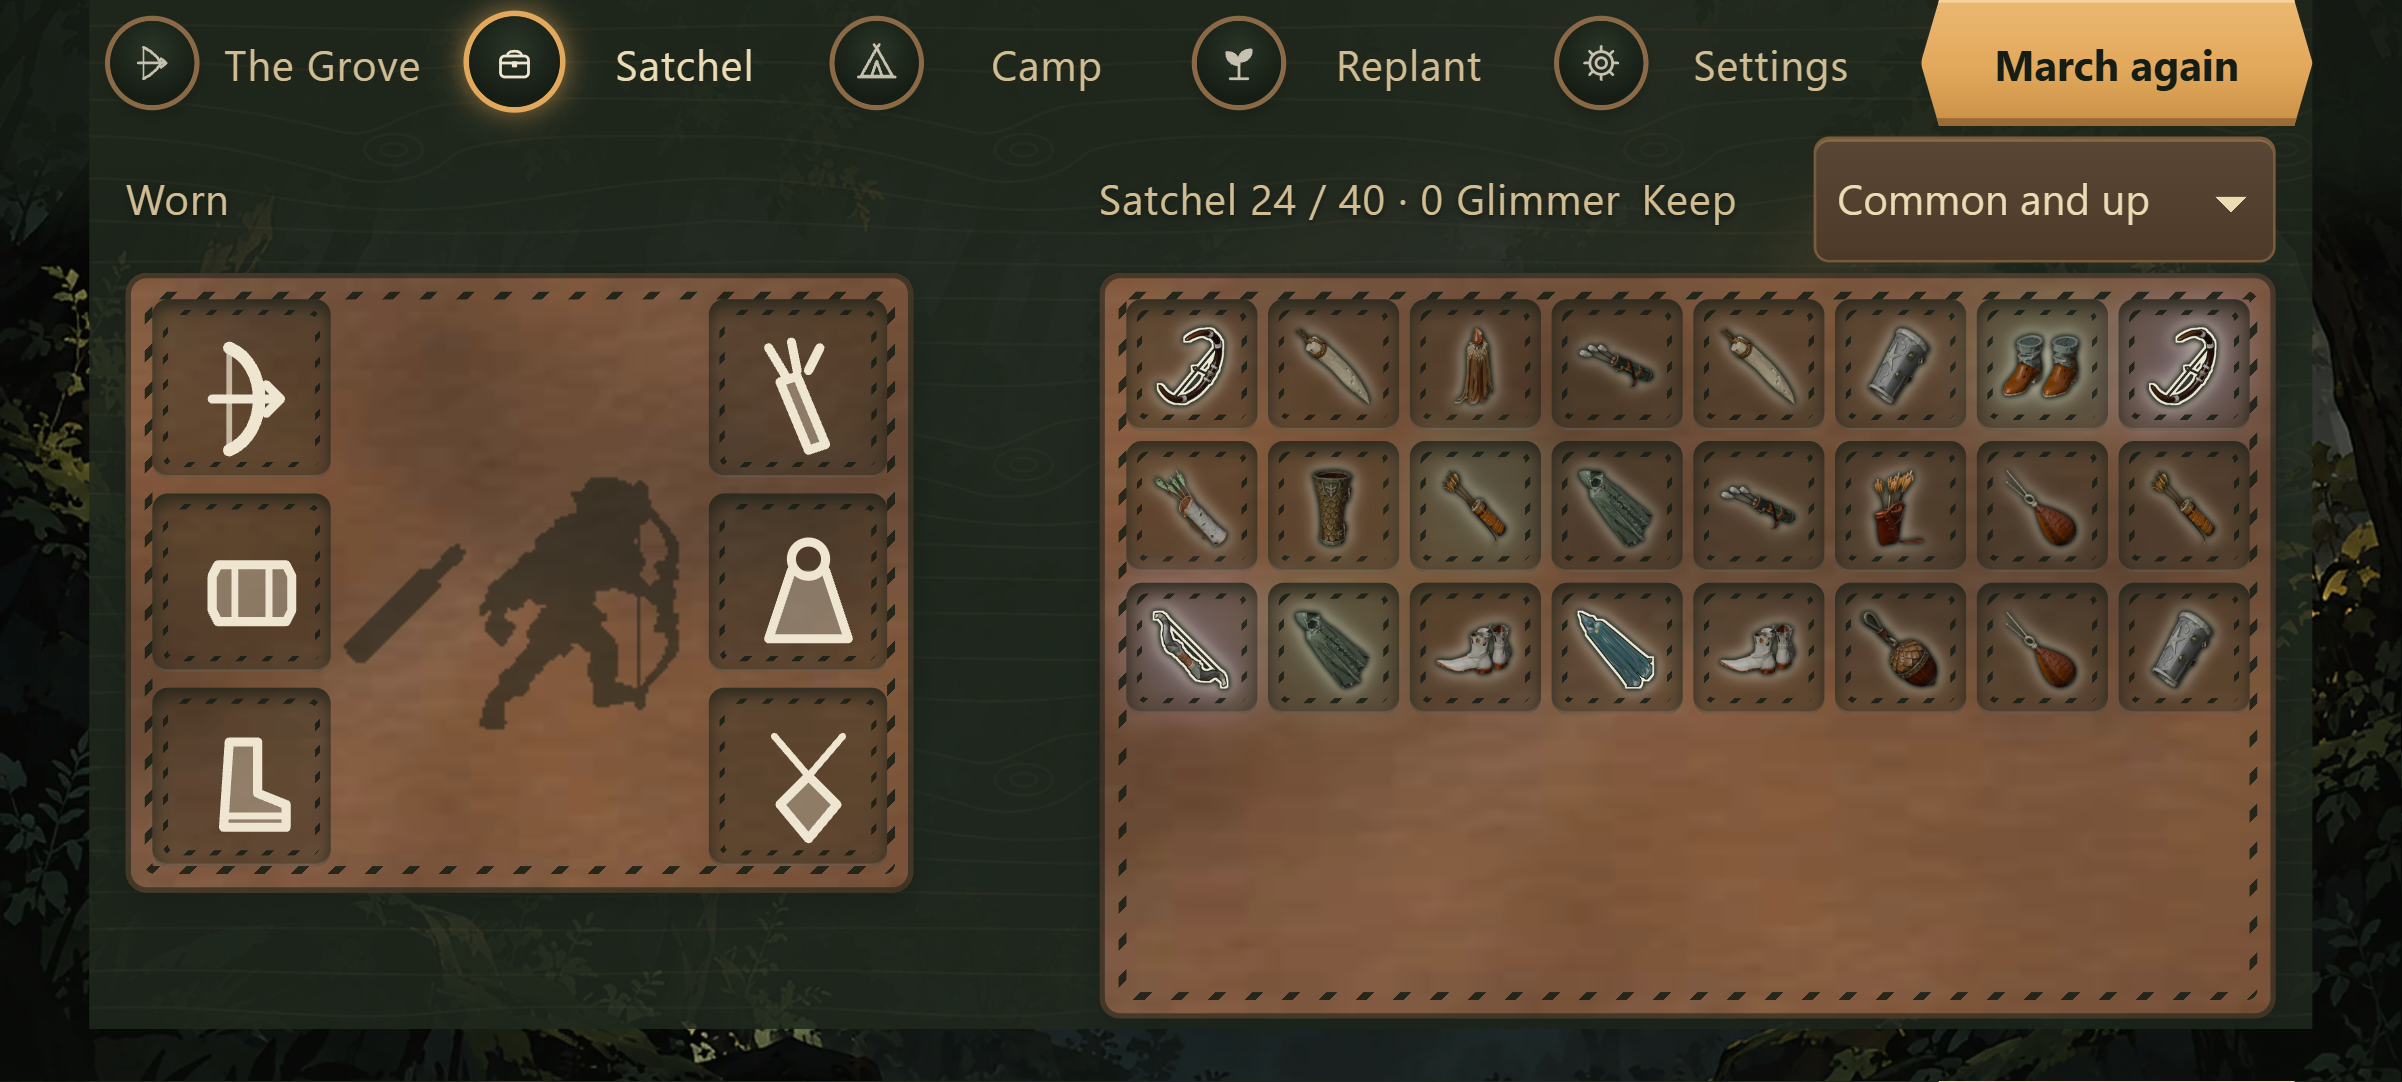 The Grove
Satchel
Camp
Replant
Settings
March again
Worn
Satchel 24 / 40 · 0 Glimmer Keep
Common and up